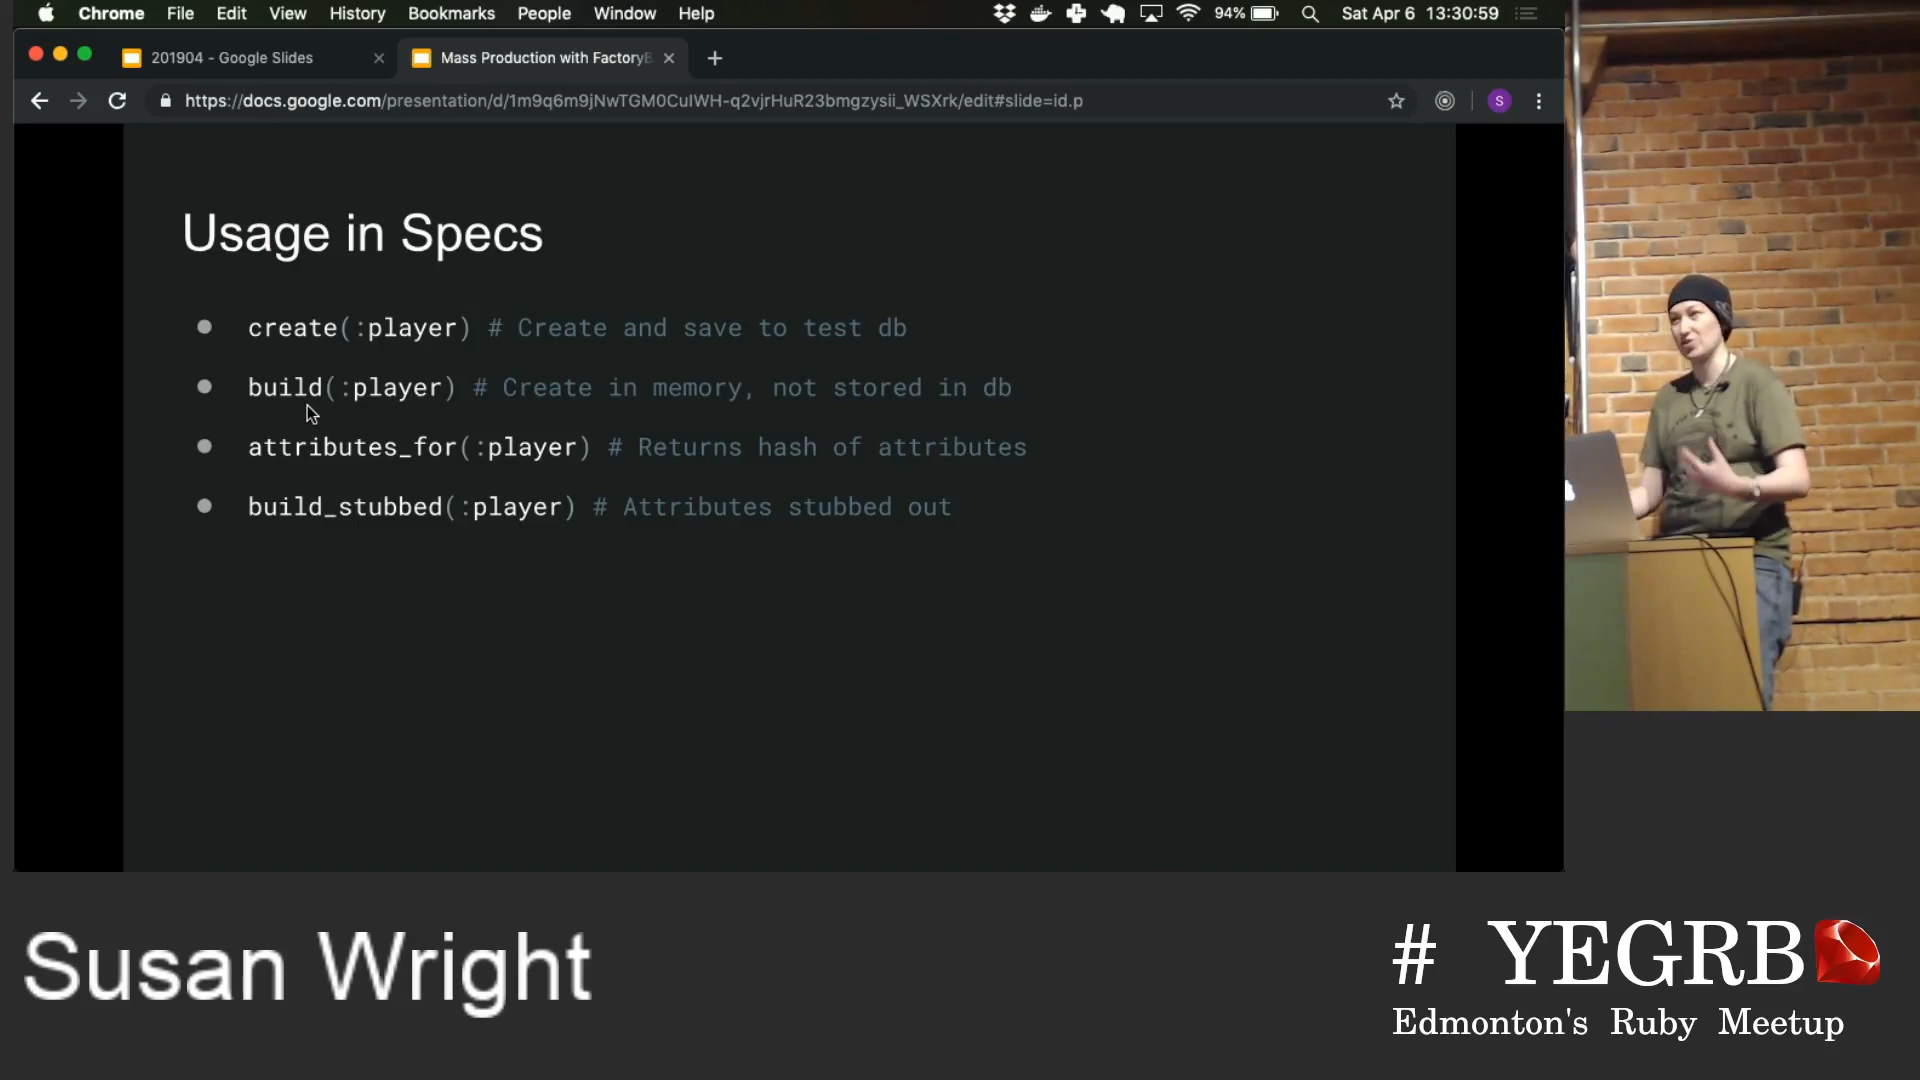 Chrome File Edit View History Bookmarks People Window Help 94% Sat Apr 6 13:30:59
201904 - Google Slides Mass Production with FactoryB
https://docs.google.com/presentation/d/1m9q6m9jNwTGM0CuIWH-q2vjrHuR23bmgzysii_WSXrk/edit#slide=id.p S
Usage in Specs
create(:player) # Create and save to test db
build(:player) # Create in memory, not stored in db
attributes_for(:player) # Returns hash of attributes
build_stubbed(:player) # Attributes stubbed out
Susan Wright
# YEGRB
Edmonton's Ruby Meetup